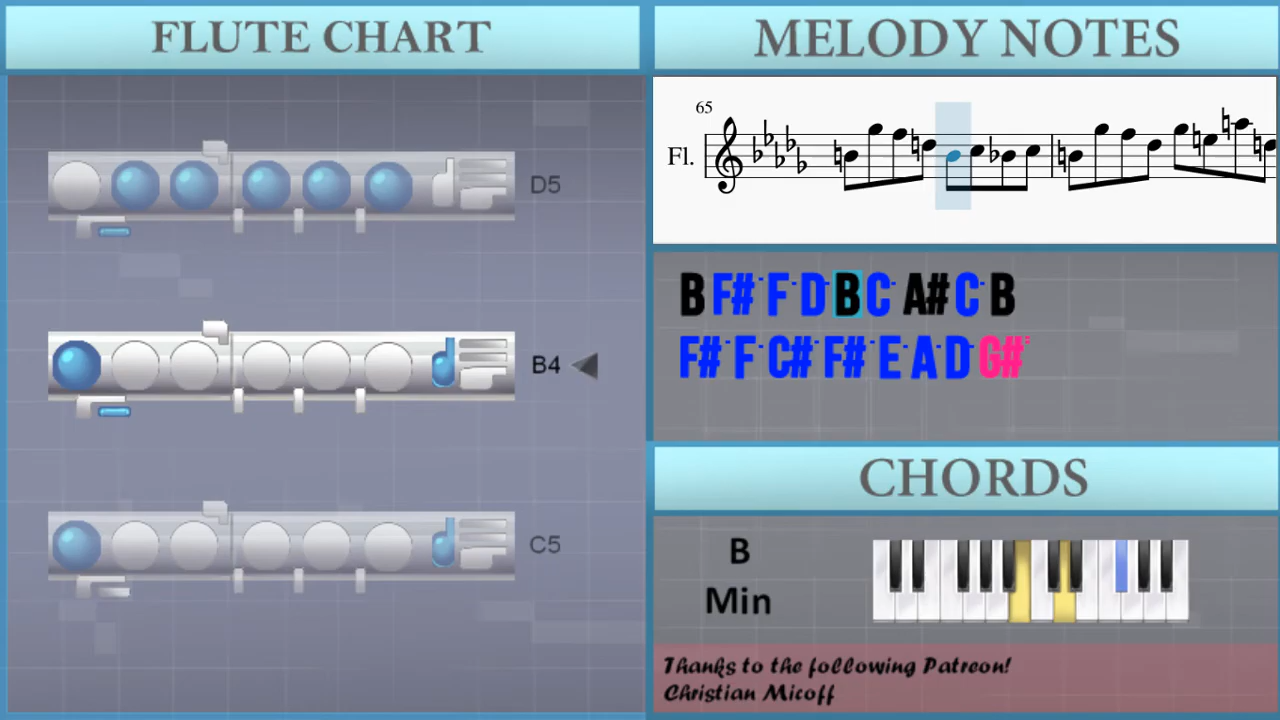 FLUTE CHART
D5
B4
C5
MELODY NOTES
65
Fl.
B F#· F· D· B C· A# C· B
F#· F· C#· F#· E· A· D· G#:
CHORDS
B
Min
Thanks to the following Patreon!
Christian Micoff